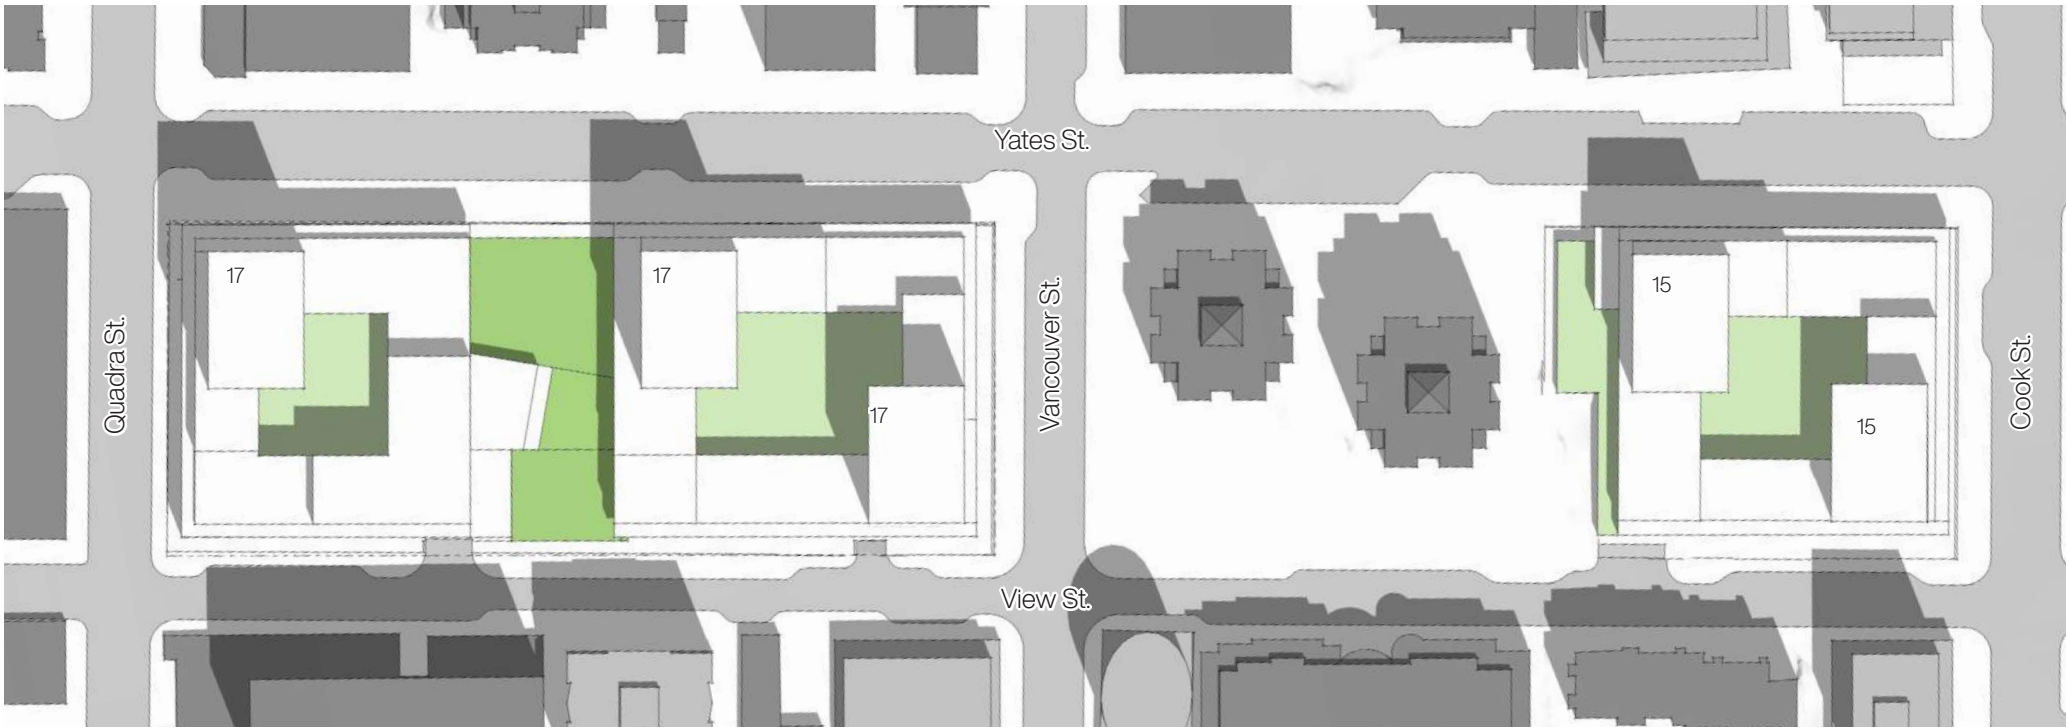 Yates St.
17
17
15
Quadra St.
Vancouver St.
Cook St.
17
15
View St.